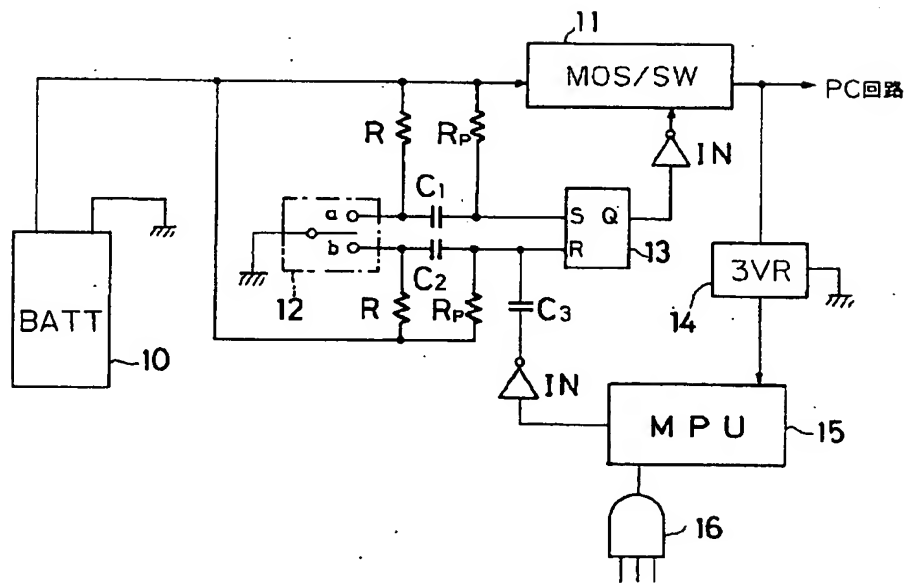 11
MOS/SW
PC回路
R
RP
IN
C1
a
S Q
13
b
R
12
C2
R
RP
C3
3VR
14
BATT
10
IN
MPU
15
16